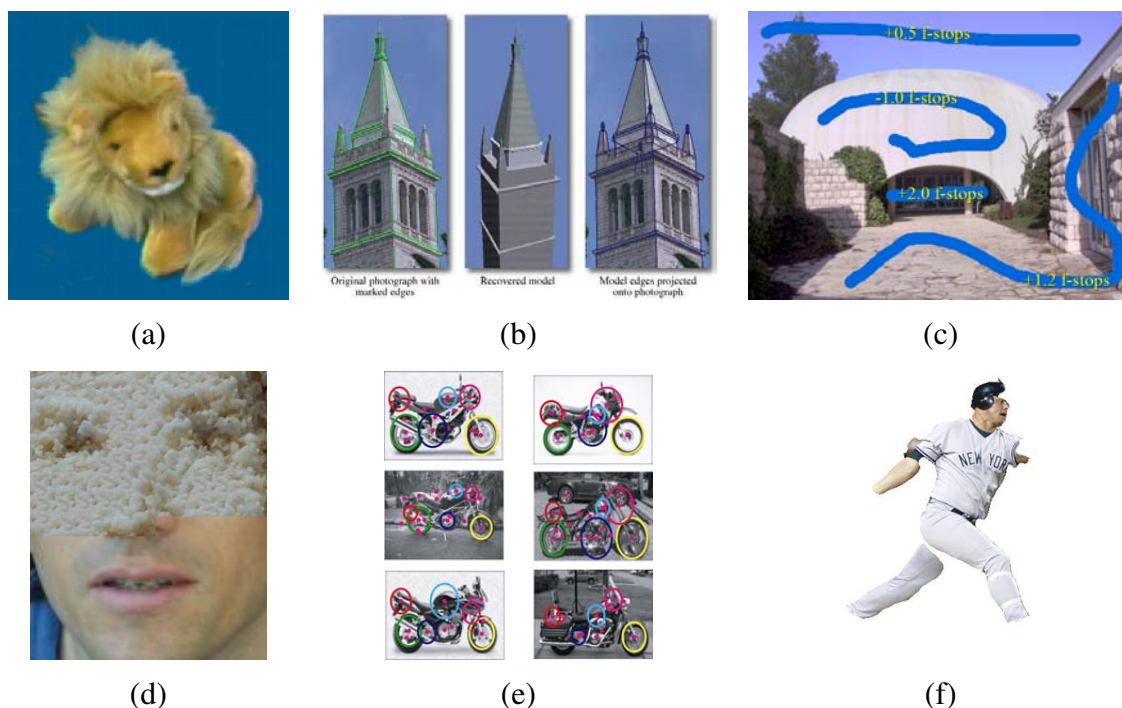 +0.5 f-stops
-1.0 f-stops
+2.0 f-stops
+1.2 f-stops
Original photograph with
marked edges
Recovered model
Model edges projected
onto photograph
(a)
(b)
(c)
NEW YORK
(d)
(e)
(f)